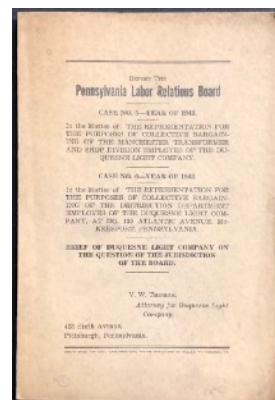 BEFORE THE
Pennsylvania Labor Relations Board
CASE NO. 5—YEAR OF 1943.
In the Matter of: THE REPRESENTATION FOR
THE PURPOSES OF COLLECTIVE BARGAIN-
ING OF THE MANCHESTER TRANSFORMER
AND SHOP DIVISION EMPLOYES OF THE DU-
QUESNE LIGHT COMPANY.
CASE NO. 6—YEAR OF 1943
In the Matter of: THE REPRESENTATION FOR
THE PURPOSES OF COLLECTIVE BARGAIN-
ING OF THE DISTRIBUTION DEPARTMENT
EMPLOYES OF THE DUQUESNE LIGHT COM-
PANY, AT NO. ATLANTIC AVENUE, Mc-
KEESPORT, PENNSYLVANIA.
BRIEF OF DUQUESNE LIGHT COMPANY ON
THE QUESTION OF THE JURISDICTION
OF THE BOARD.
V. W.
Attorney for Duquesne Light
Company.
435 Sixth Avenue,
Pittsburgh, Pennsylvania.